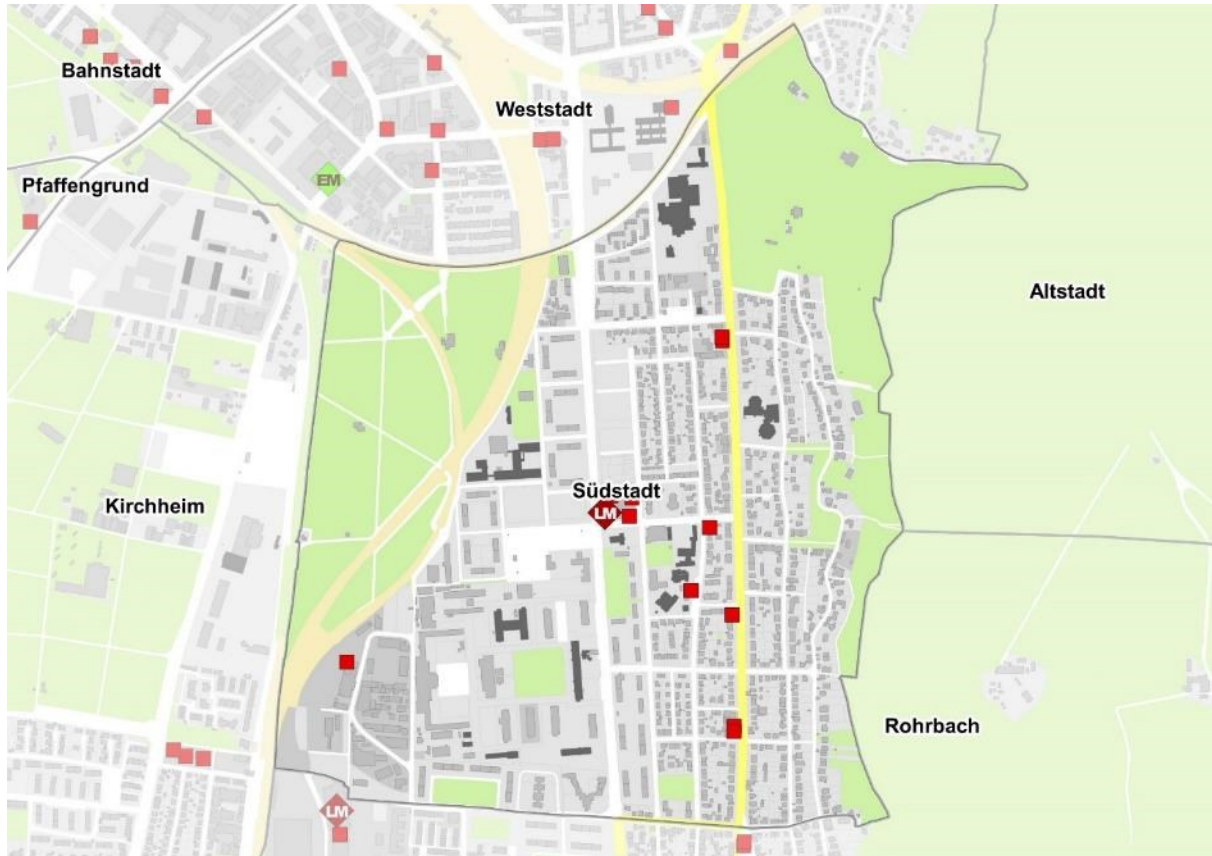 Bahnstadt
Weststadt
EM
Pfaffengrund
Altstadt
Südstadt
LM
Kirchheim
Rohrbach
LM